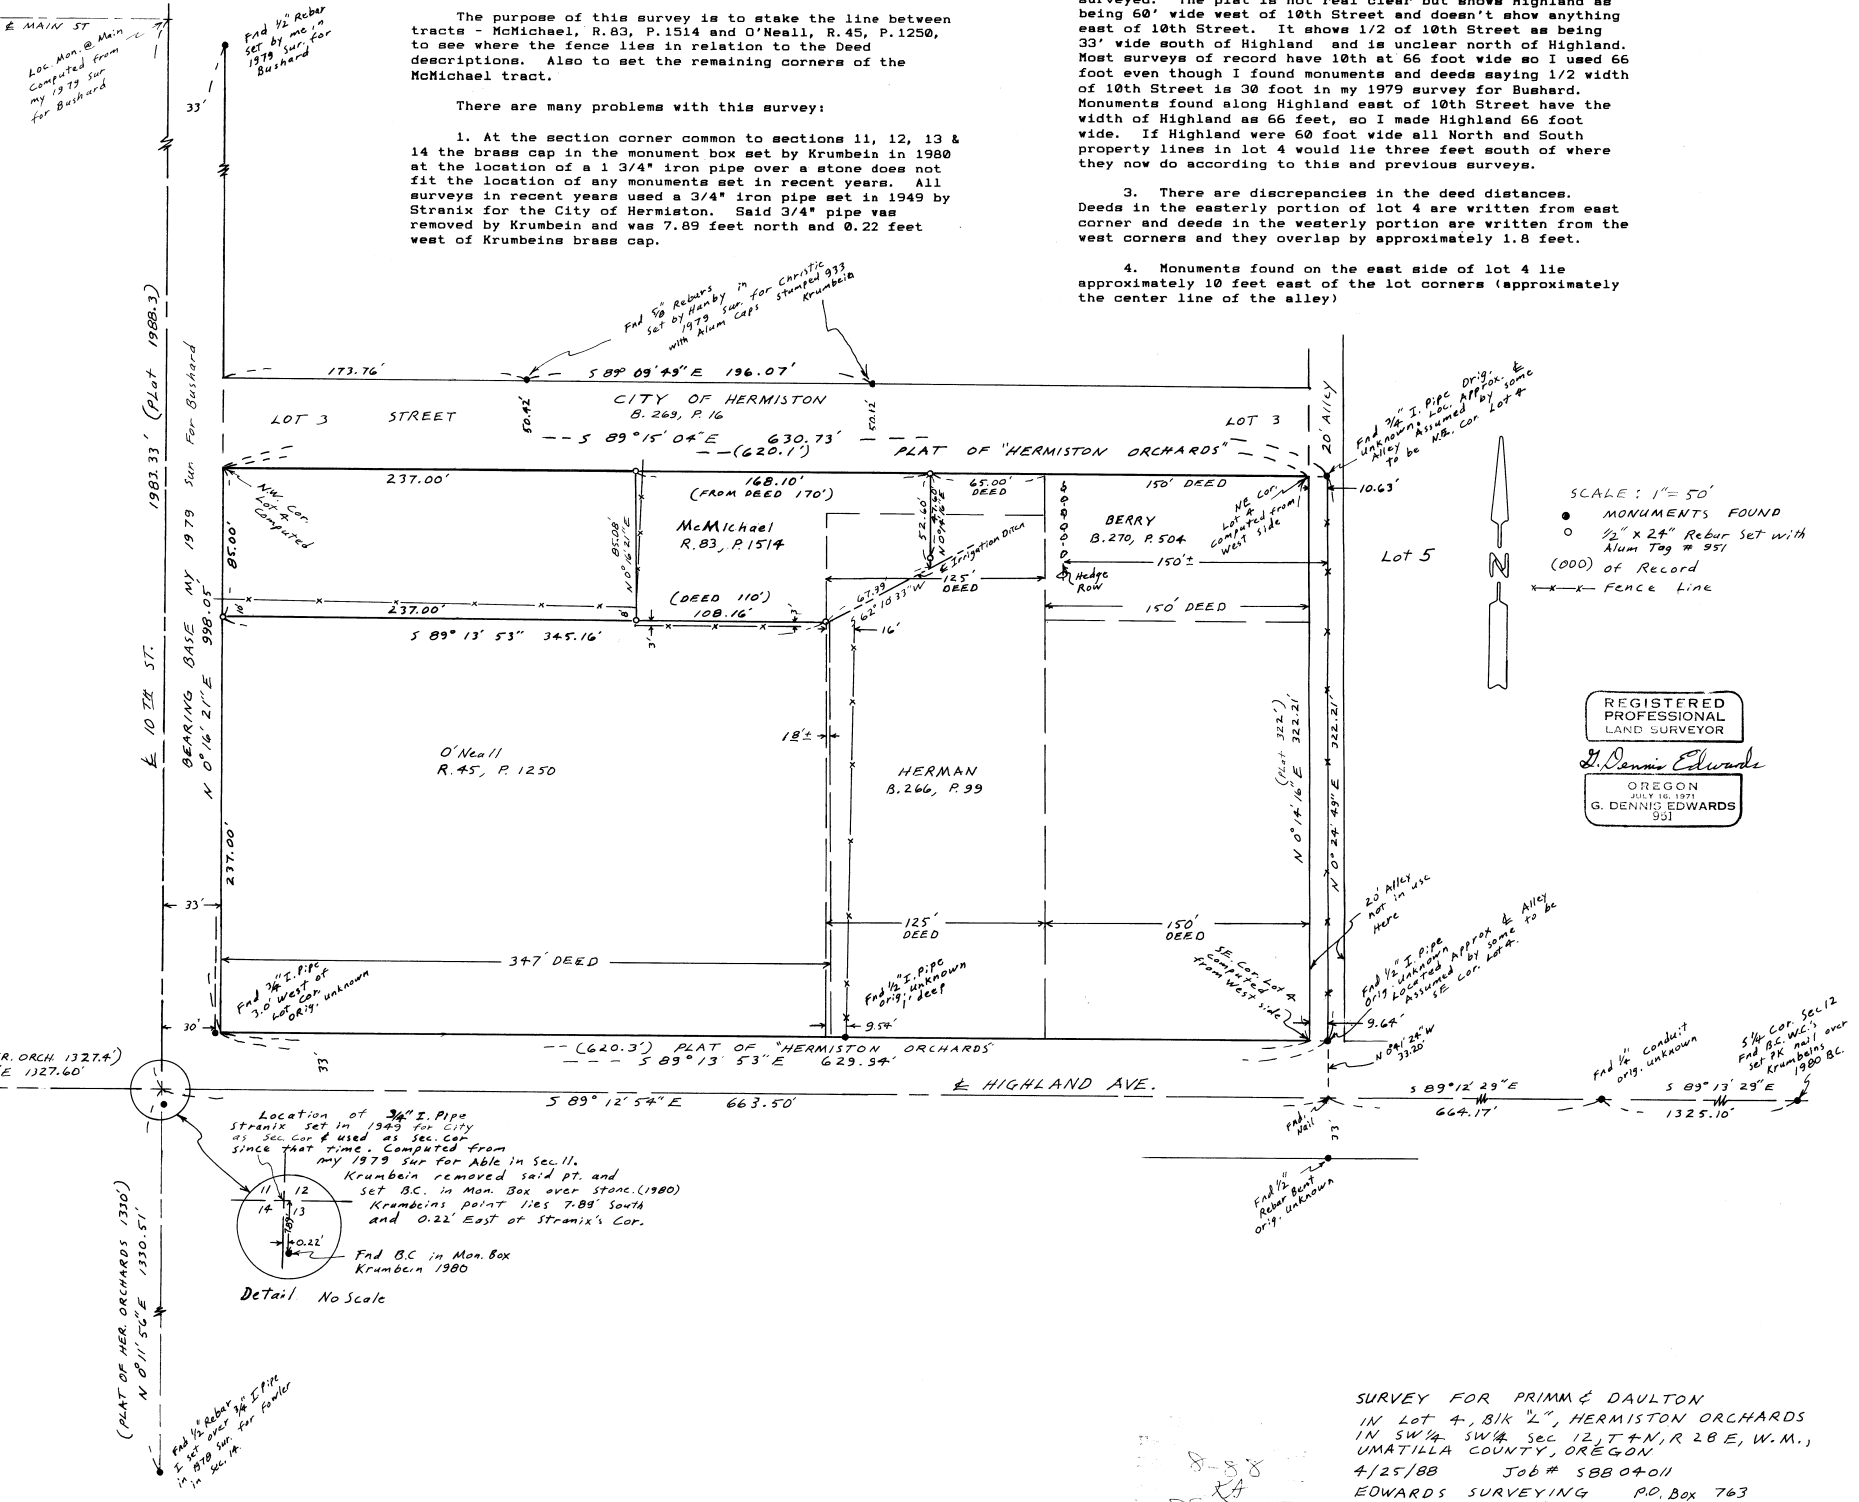 ℄ MAIN ST
Loc. Mon. @ Main
Computed from
my 1979 Sur
for Bushard
Fnd 1/2" Rebar
set by me in
1979 Sur. for
Bushard
33'
The purpose of this survey is to stake the line between
tracts - McMichael, R.83, P.1514 and O'Neall, R.45, P.1250,
to see where the fence lies in relation to the Deed
descriptions. Also to set the remaining corners of the
McMichael tract.
There are many problems with this survey:
1. At the section corner common to sections 11, 12, 13 &
14 the brass cap in the monument box set by Krumbein in 1980
at the location of a 1 3/4" iron pipe over a stone does not
fit the location of any monuments set in recent years. All
surveys in recent years used a 3/4" iron pipe set in 1949 by
Stranix for the City of Hermiston. Said 3/4" pipe was
removed by Krumbein and was 7.89 feet north and 0.22 feet
west of Krumbeins brass cap.
surveyed. The plat is not real clear but shows Highland as
being 60' wide west of 10th Street and doesn't show anything
east of 10th Street. It shows 1/2 of 10th Street as being
33' wide south of Highland and is unclear north of Highland.
Most surveys of record have 10th at 66 foot wide so I used 66
foot even though I found monuments and deeds saying 1/2 width
of 10th Street is 30 foot in my 1979 survey for Bushard.
Monuments found along Highland east of 10th Street have the
width of Highland as 66 feet, so I made Highland 66 foot
wide. If Highland were 60 foot wide all North and South
property lines in lot 4 would lie three feet south of where
they now do according to this and previous surveys.
3. There are discrepancies in the deed distances.
Deeds in the easterly portion of lot 4 are written from east
corner and deeds in the westerly portion are written from the
west corners and they overlap by approximately 1.8 feet.
4. Monuments found on the east side of lot 4 lie
approximately 10 feet east of the lot corners (approximately
the center line of the alley)
Fnd 5/8" Rebars
set by Hanby in
1979 Sur. for Christic
with Alum Caps stamped 933
Krumbein
173.76'
S 89° 09' 49" E 196.07'
CITY OF HERMISTON
B. 269, P. 16
LOT 3 STREET
50.42'
50.12'
LOT 3
S 89° 15' 04" E 630.73'
(620.1') PLAT OF "HERMISTON ORCHARDS"
20' Alley
Fnd 3/4" I. Pipe Orig.
unknown. Loc. Approx. ℄
Alley Assumed by some
to be N.E. Cor. Lot 4
10.63'
1983.33' (PLAT 1988.3)
℄ 10 TH ST.
BEARING BASE MY 1979 Sur For Bushard
N 0° 16' 21" E 998.05'
237.00'
168.10'
(FROM DEED 170')
65.00'
DEED
150' DEED
N.W. Cor.
Lot 4
Computed
85.00'
85.08'
N 0° 16' 21" E
McMichael
R. 83, P. 1514
52.60'
℄ Irrigation Ditch
BERRY
B. 270, P. 504
NE Cor.
Lot 4
computed from
west side
150'±
Hedge
Row
125'
DEED
67.99
62° 10' 33" W
(DEED 110')
108.16'
3'
150' DEED
10'
237.00'
8'
S 89° 13' 53" 345.16'
3'
16'
Lot 5
SCALE: 1" = 50'
MONUMENTS FOUND
1/2" x 24" Rebar Set with
Alum Tag # 951
(000) of Record
x—x—x— Fence Line
N
O'Neall
R. 45, P. 1250
18'±
HERMAN
B. 266, P. 99
(Plat 322')
N 0° 14' 16" E 322.21'
N 0° 24' 49" E 322.21'
REGISTERED
PROFESSIONAL
LAND SURVEYOR
G. Dennis Edwards
OREGON
JULY 16, 1971
G. DENNIS EDWARDS
951
237.00'
33'
125'
DEED
150'
DEED
20' Alley
not in use
Here
347' DEED
Fnd 3/4" I. Pipe
3.0' West of
Lot Cor.
Orig. unknown
Fnd 1/2" I. Pipe
Orig. unknown
1' deep
SE. Cor. Lot 4
computed
from West side
Fnd 1/2" I. Pipe
Orig. unknown
Located Approx ℄ Alley
Assumed by some to be
SE Cor. Lot 4.
30'
9.54'
9.64'
N 0°41'24" W
33.20'
33'
(620.3') PLAT OF "HERMISTON ORCHARDS"
S 89° 13' 53" E 629.94'
R. ORCH. 1327.4')
E 1327.60'
℄ HIGHLAND AVE.
S 89° 12' 54" E 663.50'
Fnd 1/4" Conduit
orig. unknown
S 1/4 Cor. Sec 12
Fnd B.C. W.C.'s
set PK nail over
Krumbeins
1980 BC.
S 89° 12' 29" E
664.17'
S 89° 13' 29" E
1325.10'
Fnd.
Nail
33'
Fnd 1/2"
Rebar Bent
Orig. unknown
Location of 3/4" I. Pipe
Stranix set in 1949 for City
as Sec. Cor & used as Sec. Cor
since that time. Computed from
my 1979 Sur for Able in Sec 11.
Krumbein removed said pt. and
set B.C. in Mon. Box over stone. (1980)
Krumbeins point lies 7.89' South
and 0.22' East of Stranix's Cor.
11 12
14 13
7.89'
0.22'
Fnd B.C in Mon. Box
Krumbein 1980
Detail No Scale
(PLAT OF HER. ORCHARDS 1330')
N 0° 11' 56" E 1330.51'
Fnd 1/2" Rebar
I set over 3/4" I. Pipe
in 1978 Sur. for Fowler
in Sec. 14.
8-88
KA
SURVEY FOR PRIMM & DAULTON
IN Lot 4, Blk "L", HERMISTON ORCHARDS
IN SW 1/4 SW 1/4 Sec 12, T 4 N, R 28 E, W.M.,
UMATILLA COUNTY, OREGON
4/25/88 Job # S88 04011
EDWARDS SURVEYING P.O. Box 763